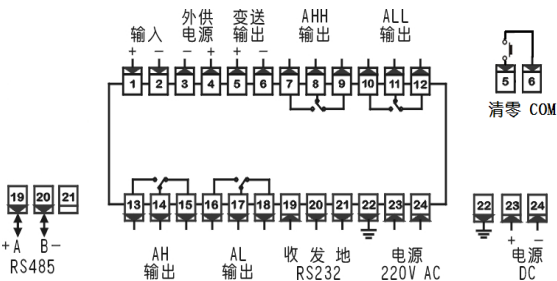 外供 变送 AHH ALL
输入 电源 输出 输出 输出
+ − − + + −
1 2 3 4 5 6 7 8 9 10 11 12
5 6
清零 COM
13 14 15 16 17 18 19 20 21 22 23 24
19 20 21
22 23 24
+A B−
RS485
AH AL 收 发 地 电源
输出 输出 RS232 220V AC
+ −
电源
DC